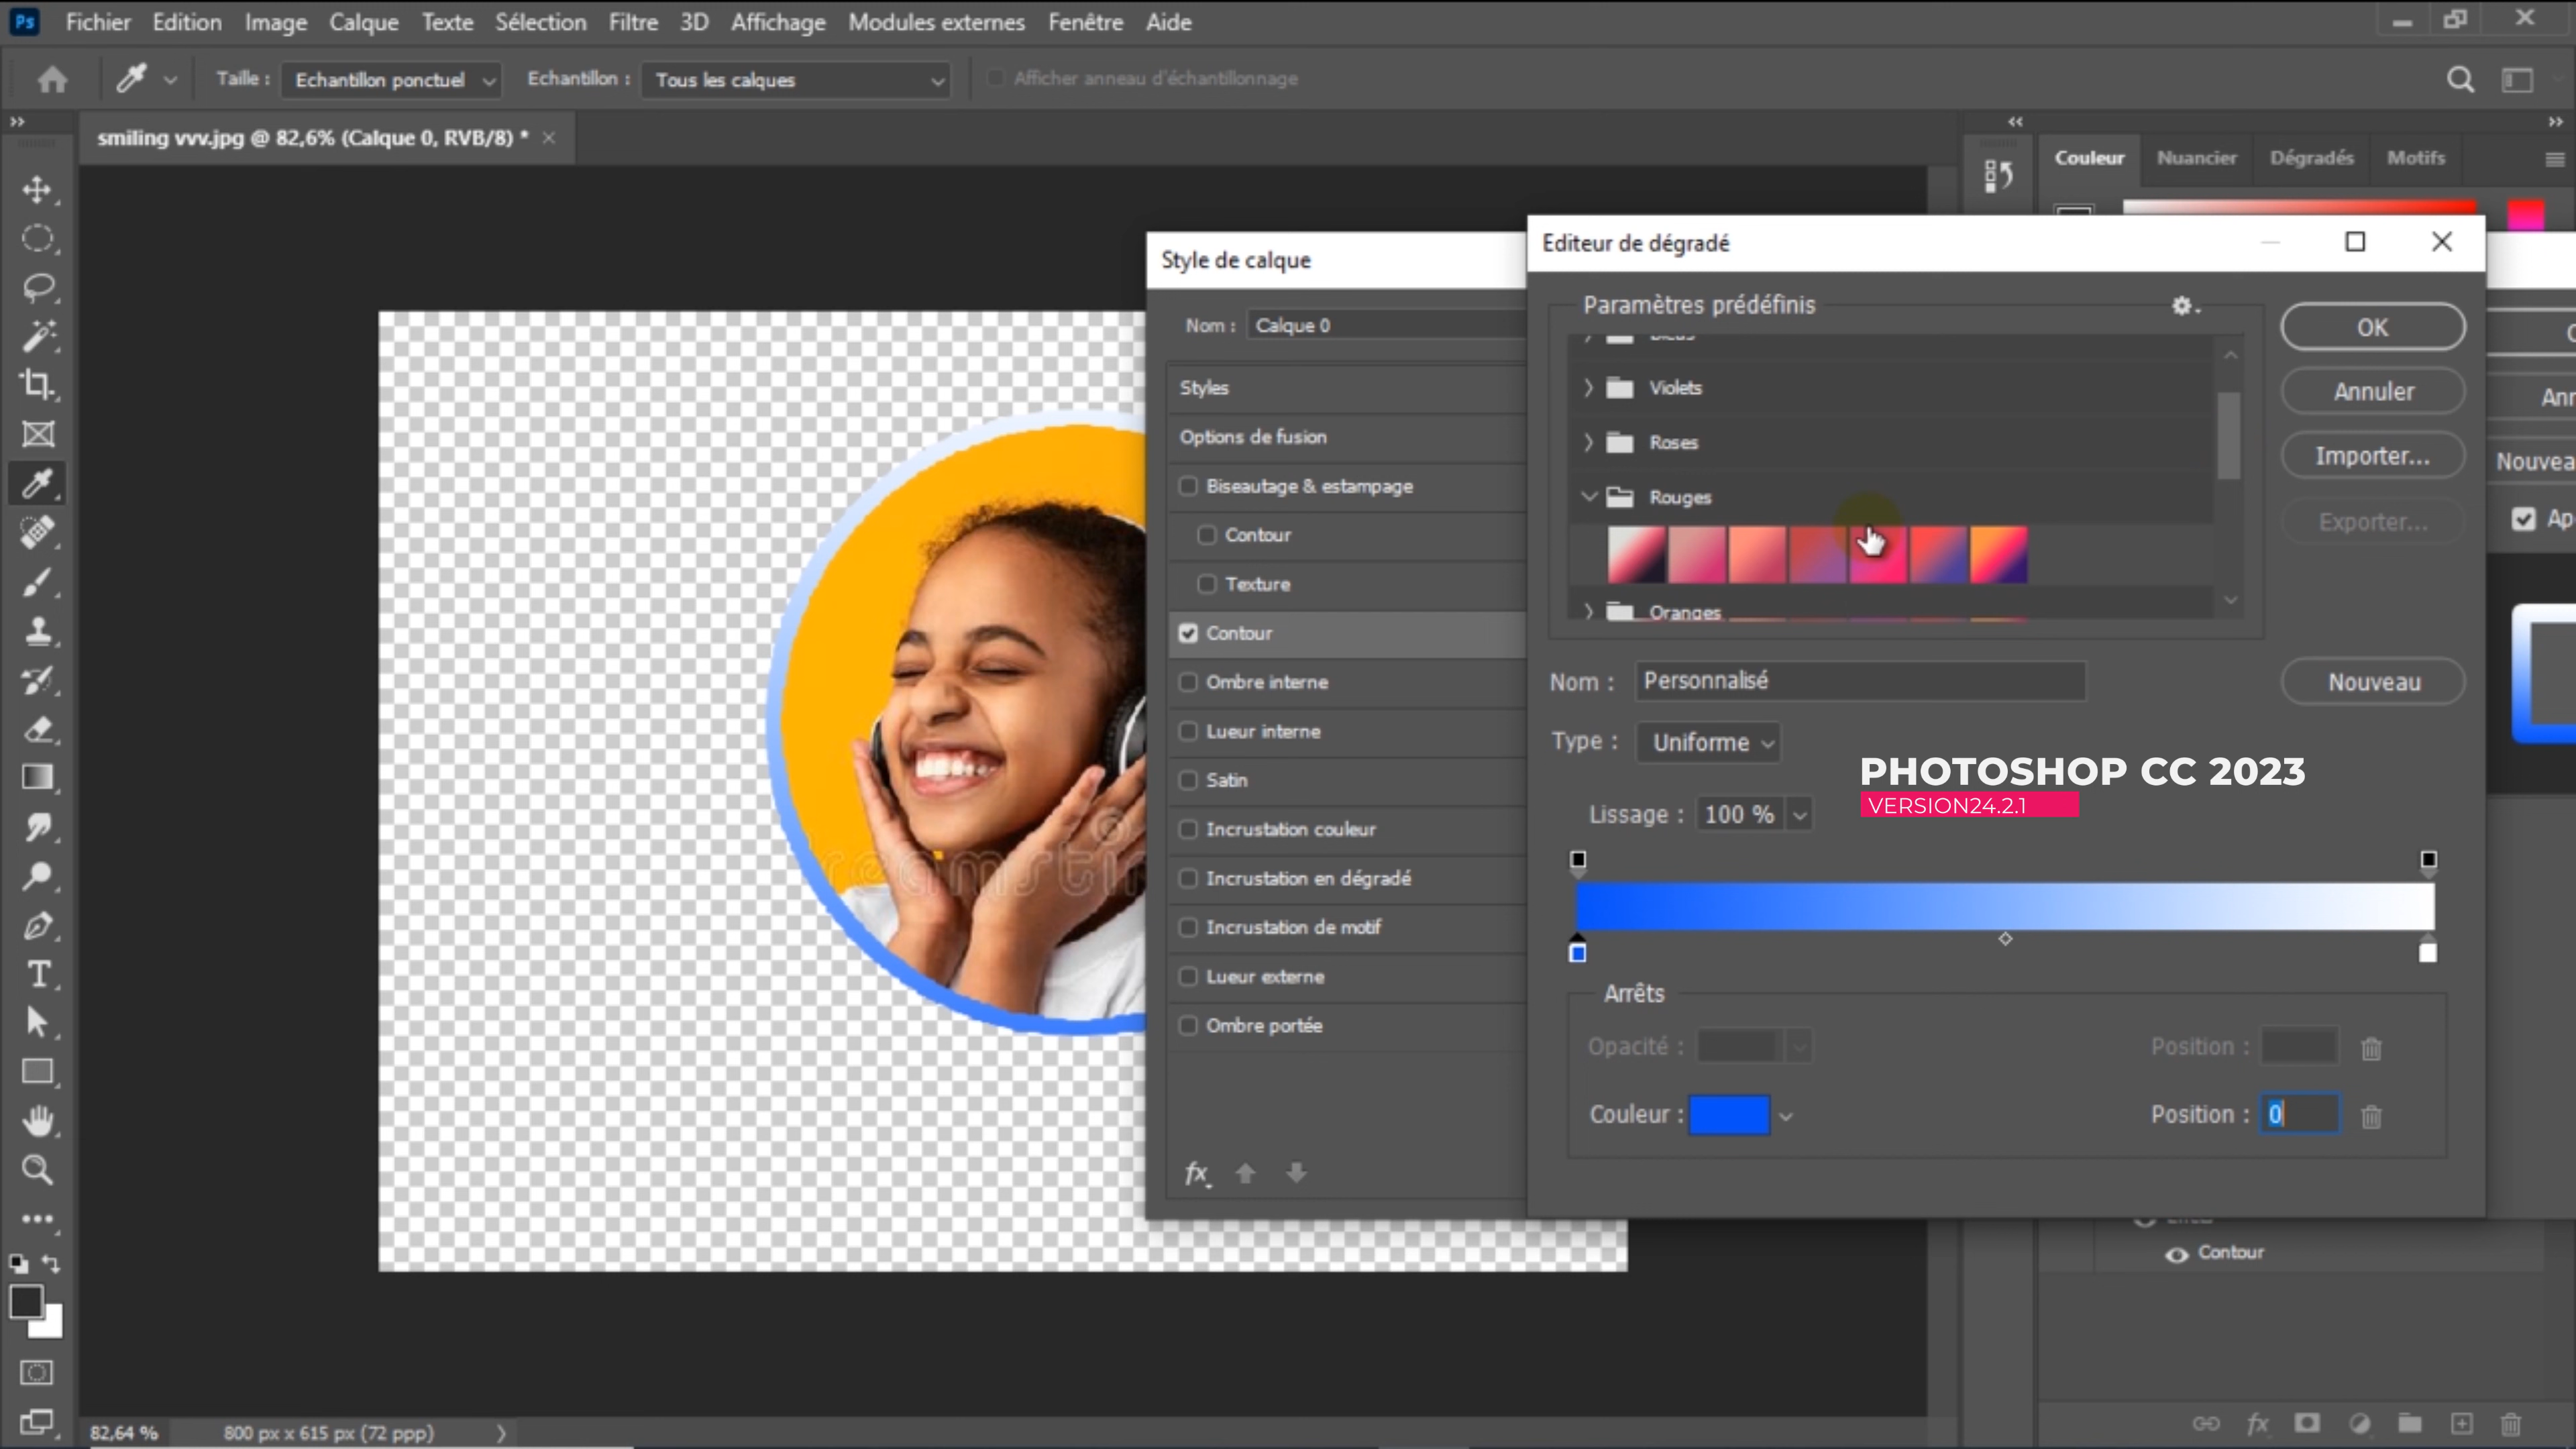 Ps Fichier Edition Image Calque Texte Sélection Filtre 3D Affichage Modules externes Fenêtre Aide
Taille : Echantillon ponctuel Echantillon : Tous les calques Afficher anneau d'échantillonnage
smiling vvv.jpg @ 82,6% (Calque 0, RVB/8) *
Couleur Nuancier Dégradés Motifs
Style de calque
Nom : Calque 0
Styles
Options de fusion
Biseautage & estampage
Contour
Texture
Contour
Ombre interne
Lueur interne
Satin
Incrustation couleur
Incrustation en dégradé
Incrustation de motif
Lueur externe
Ombre portée
fx
Editeur de dégradé
Paramètres prédéfinis
Violets
Roses
Rouges
Oranges
OK
Annuler
Importer...
Exporter...
Nom : Personnalisé
Nouveau
Type : Uniforme
PHOTOSHOP CC 2023
VERSION24.2.1
Lissage : 100 %
Arrêts
Opacité : Position :
Couleur : Position : 0
Contour
82,64 % 800 px x 615 px (72 ppp)
fx